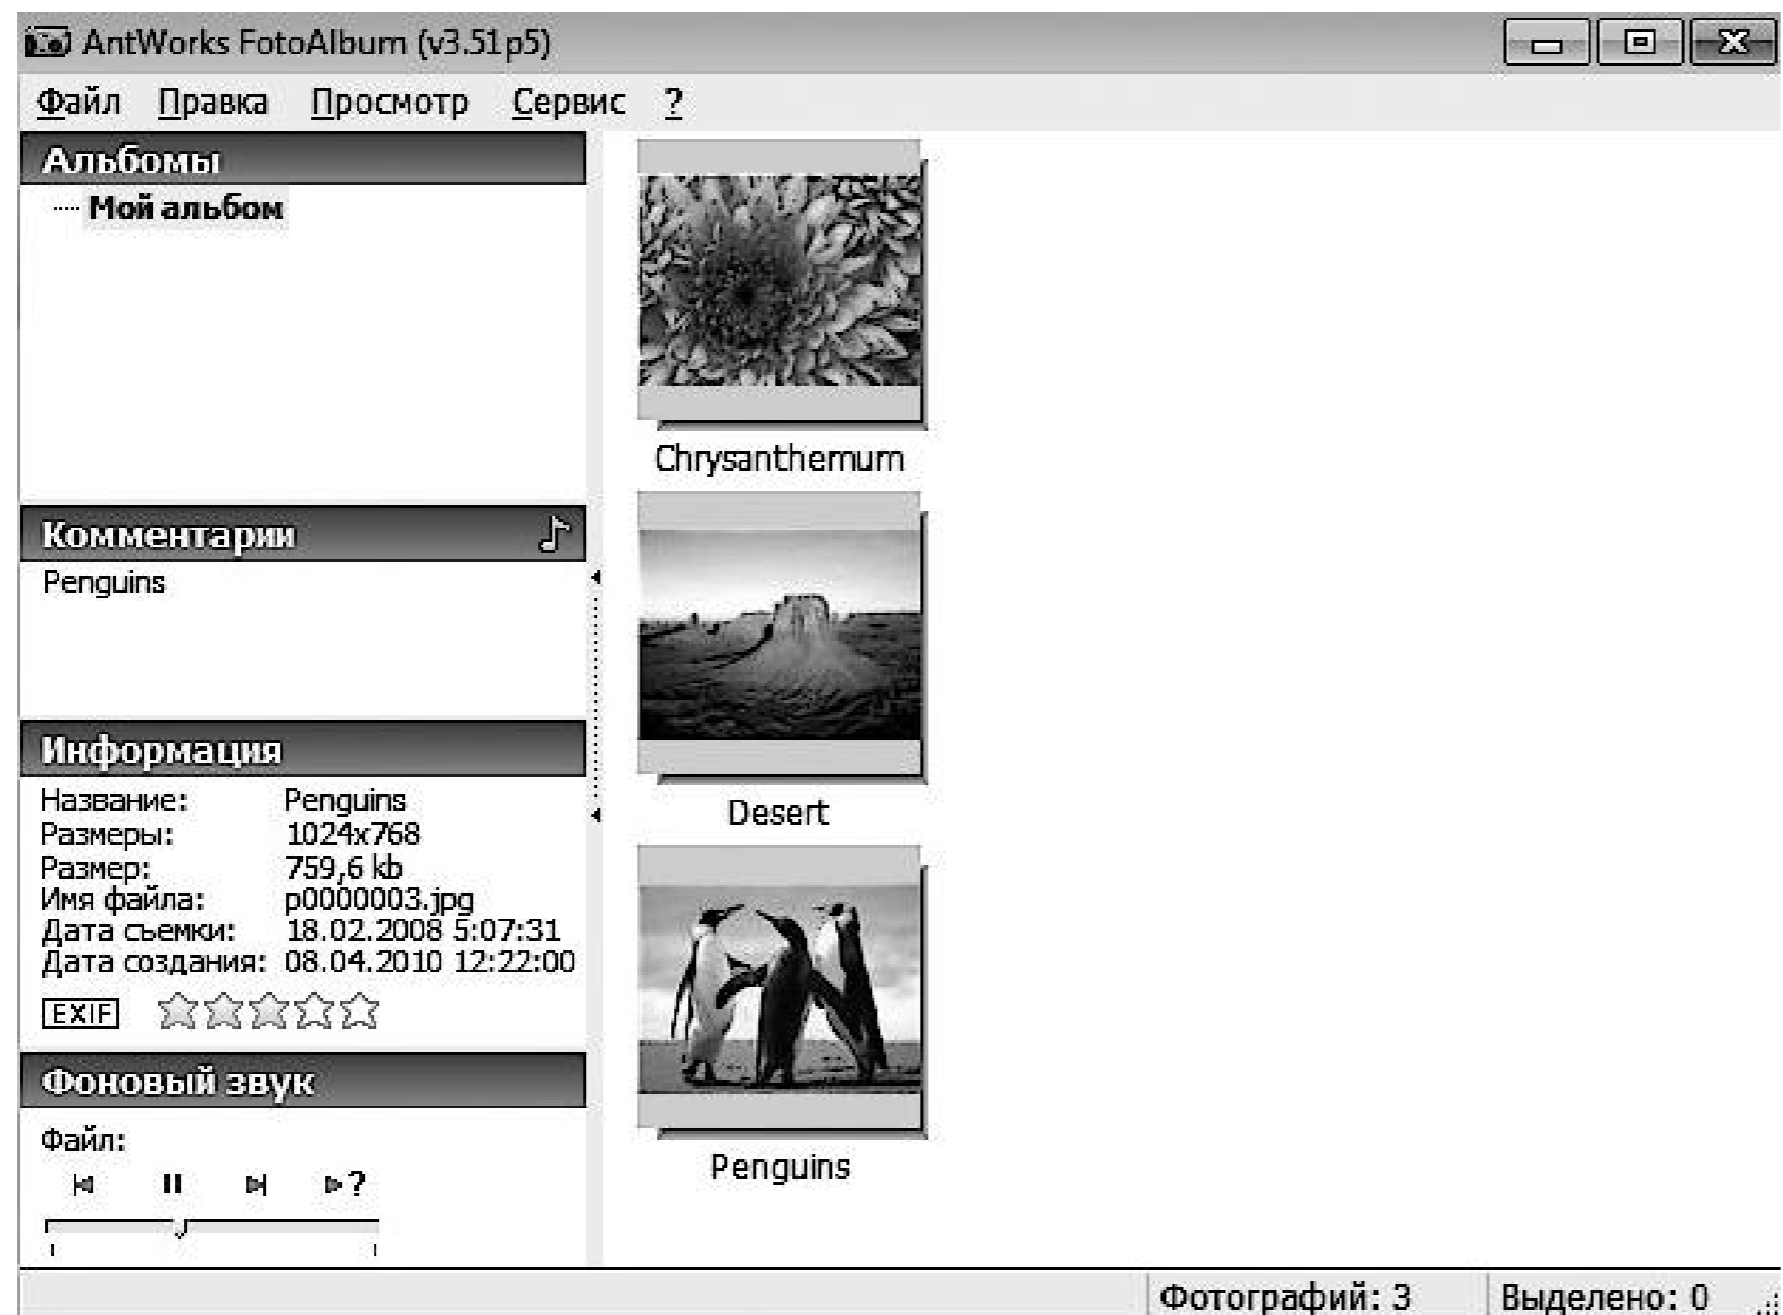 AntWorks FotoAlbum (v3.51p5)
Файл Правка Просмотр Сервис ?
Альбомы
Мой альбом
Комментарии
Penguins
Информация
Название: Penguins
Размеры: 1024x768
Размер: 759,6 kb
Имя файла: p0000003.jpg
Дата съемки: 18.02.2008 5:07:31
Дата создания: 08.04.2010 12:22:00
EXIF
Фоновый звук
Файл:
?
Chrysanthemum
Desert
Penguins
Фотографий: 3 Выделено: 0